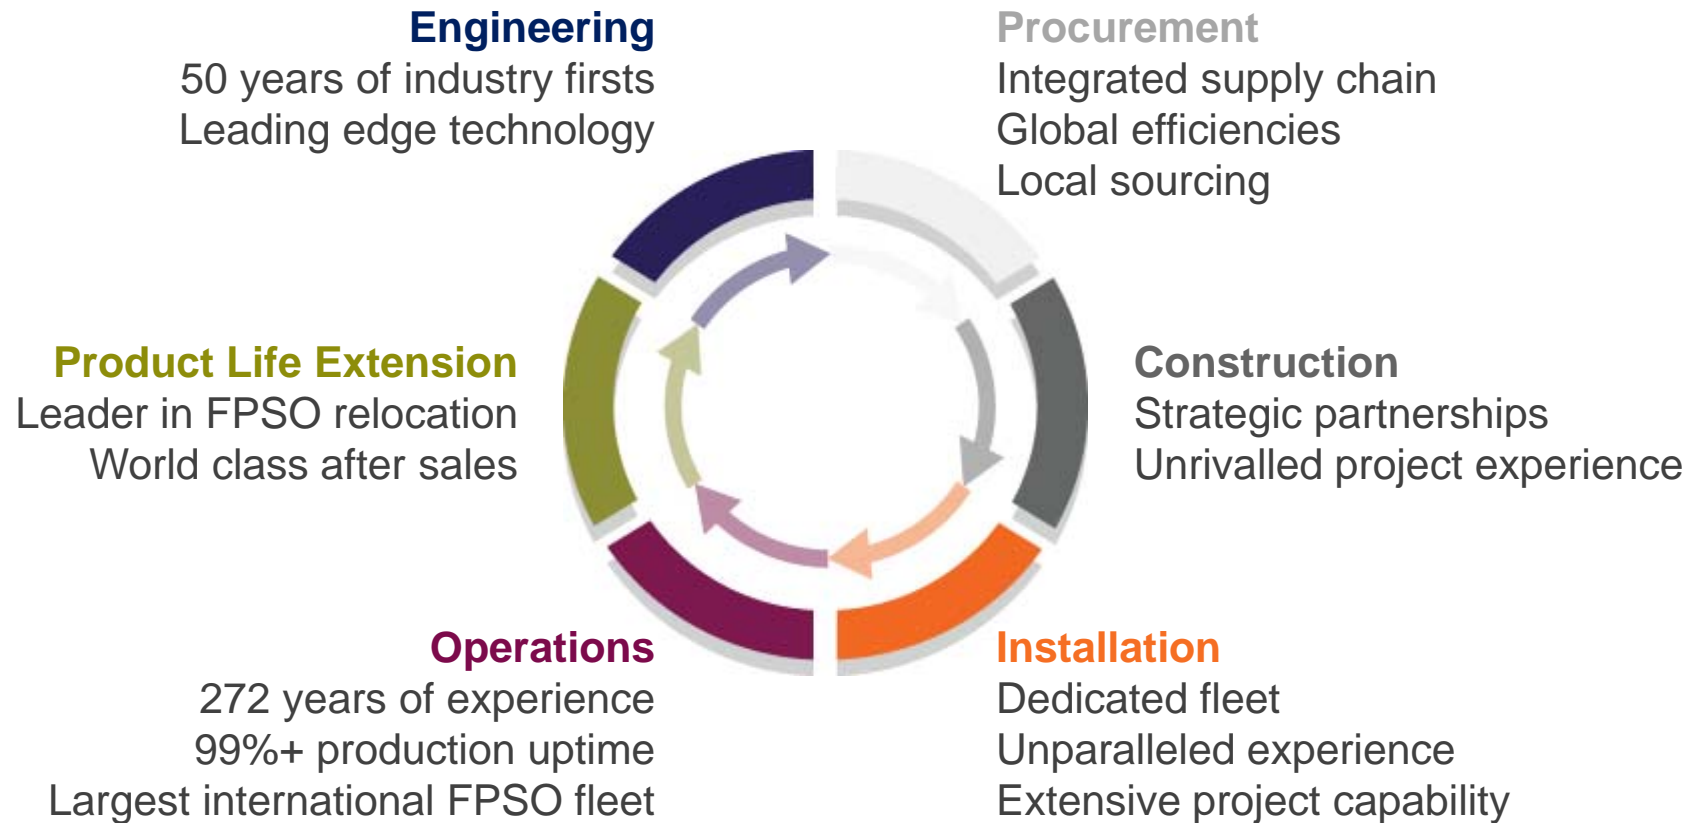 Engineering
50 years of industry firsts
Leading edge technology
Procurement
Integrated supply chain
Global efficiencies
Local sourcing
Product Life Extension
Leader in FPSO relocation
World class after sales
Construction
Strategic partnerships
Unrivalled project experience
Operations
272 years of experience
99%+ production uptime
Largest international FPSO fleet
Installation
Dedicated fleet
Unparalleled experience
Extensive project capability